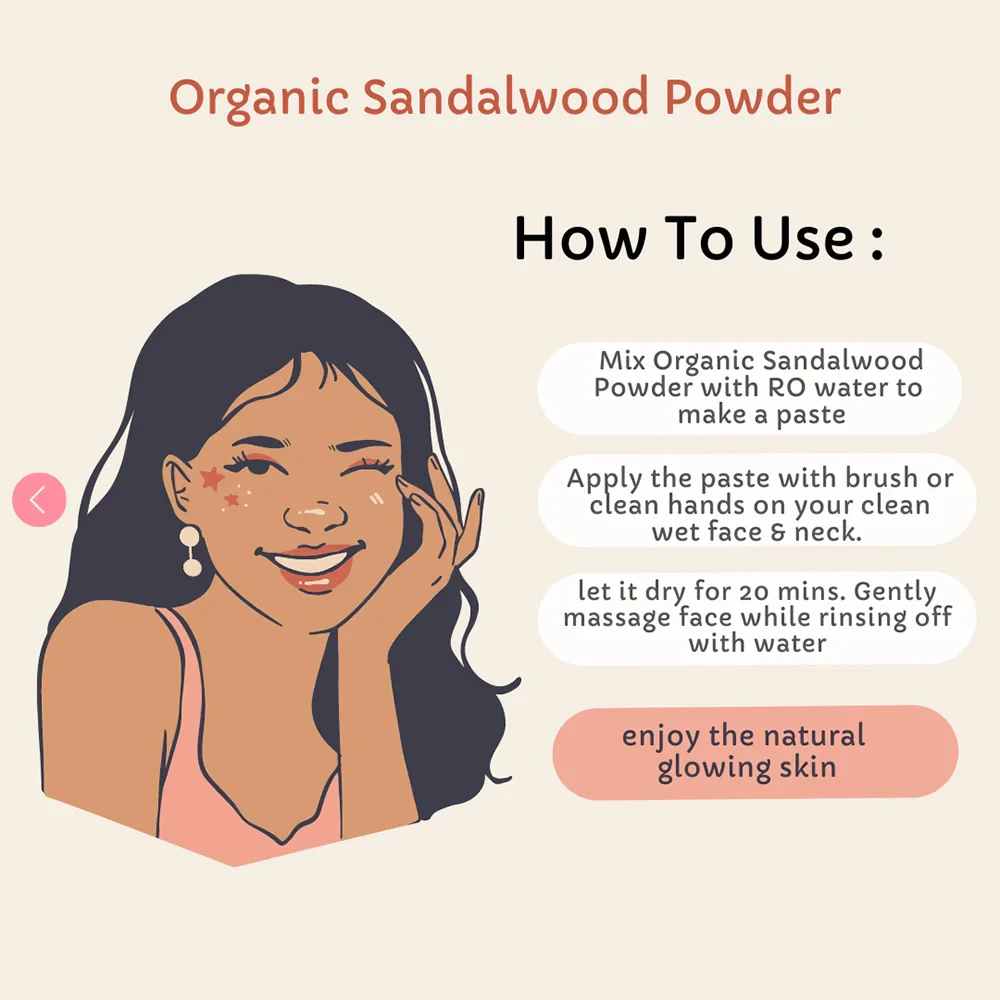 Organic Sandalwood Powder
How To Use :
Mix Organic Sandalwood
Powder with RO water to
make a paste
Apply the paste with brush or
clean hands on your clean
wet face & neck.
let it dry for 20 mins. Gently
massage face while rinsing off
with water
enjoy the natural
glowing skin